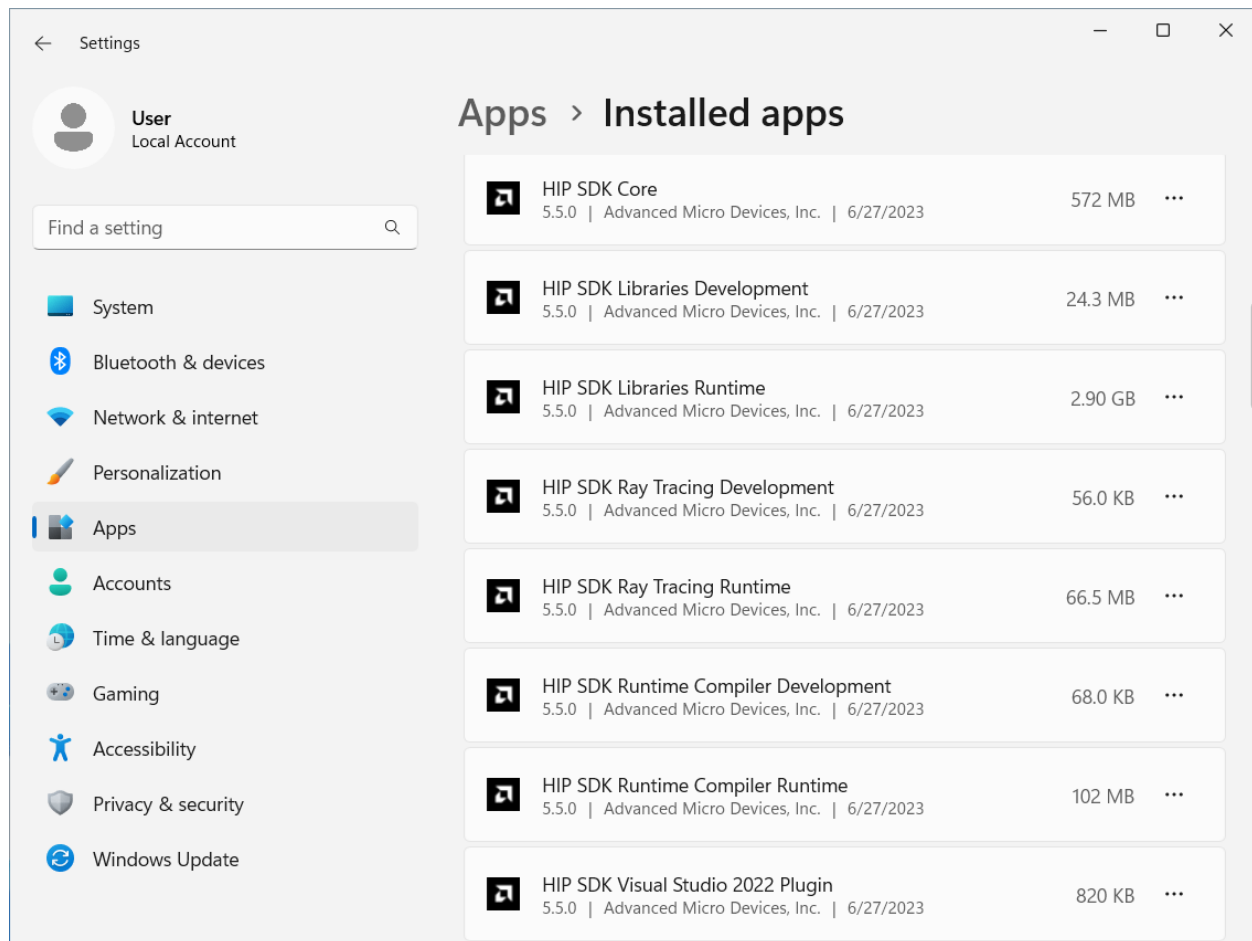 Settings
User
Local Account
Find a setting
System
Bluetooth & devices
Network & internet
Personalization
Apps
Accounts
Time & language
Gaming
Accessibility
Privacy & security
Windows Update
Apps > Installed apps
HIP SDK Core
5.5.0 | Advanced Micro Devices, Inc. | 6/27/2023
572 MB
HIP SDK Libraries Development
5.5.0 | Advanced Micro Devices, Inc. | 6/27/2023
24.3 MB
HIP SDK Libraries Runtime
5.5.0 | Advanced Micro Devices, Inc. | 6/27/2023
2.90 GB
HIP SDK Ray Tracing Development
5.5.0 | Advanced Micro Devices, Inc. | 6/27/2023
56.0 KB
HIP SDK Ray Tracing Runtime
5.5.0 | Advanced Micro Devices, Inc. | 6/27/2023
66.5 MB
HIP SDK Runtime Compiler Development
5.5.0 | Advanced Micro Devices, Inc. | 6/27/2023
68.0 KB
HIP SDK Runtime Compiler Runtime
5.5.0 | Advanced Micro Devices, Inc. | 6/27/2023
102 MB
HIP SDK Visual Studio 2022 Plugin
5.5.0 | Advanced Micro Devices, Inc. | 6/27/2023
820 KB